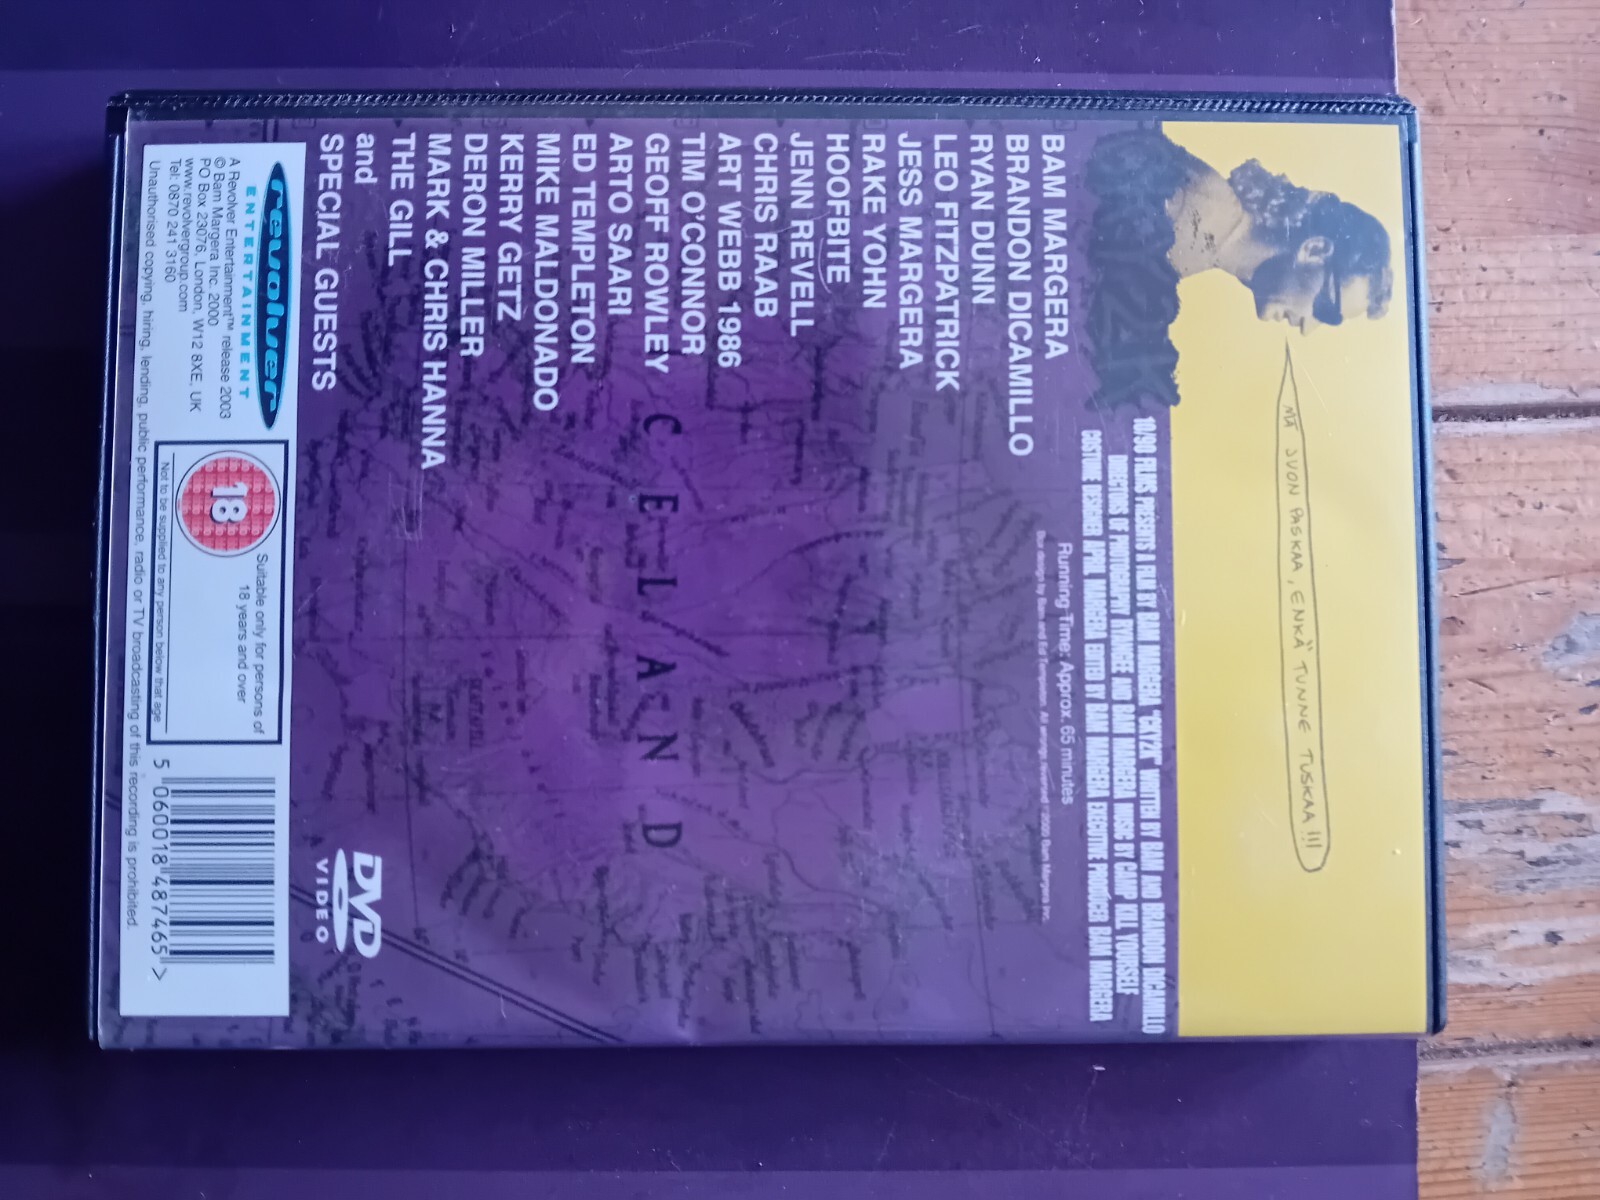 MÄ SYÖN PASKAA, ENKÄ TUNNE TUSKAA!!!
10/90 FILMS PRESENTS A FILM BY BAM MARGERA "CKY2K" WRITTEN BY BAM AND BRANDON DICAMILLO
DIRECTORS OF PHOTOGRAPHY RYANGEE AND BAM MARGERA MUSIC BY CAMP KILL YOURSELF
COSTUME DESIGNER APRIL MARGERA EDITED BY BAM MARGERA EXECUTIVE PRODUCER BAM MARGERA
Running Time: Approx. 65 minutes
BAM MARGERA
BRANDON DICAMILLO
RYAN DUNN
LEO FITZPATRICK
JESS MARGERA
RAKE YOHN
HOOFBITE
JENN REVELL
CHRIS RAAB
ART WEBB 1986
TIM O'CONNOR
GEOFF ROWLEY
ARTO SAARI
ED TEMPLETON
MIKE MALDONADO
KERRY GETZ
DERON MILLER
MARK & CHRIS HANNA
THE GILL
and
SPECIAL GUESTS
I C E L A N D
DVD
VIDEO
revolver
ENTERTAINMENT
A Revolver Entertainment™ release 2003
© Bam Margera Inc. 2000
PO Box 23076, London, W12 8XE, UK
www.revolvergroup.com
Tel: 0870 241 3160
18
Suitable only for persons of
18 years and over
Not to be supplied to any person below that age
5 060018 487465 >
Unauthorised copying, hiring, lending, public performance, radio or TV broadcasting of this recording is prohibited.